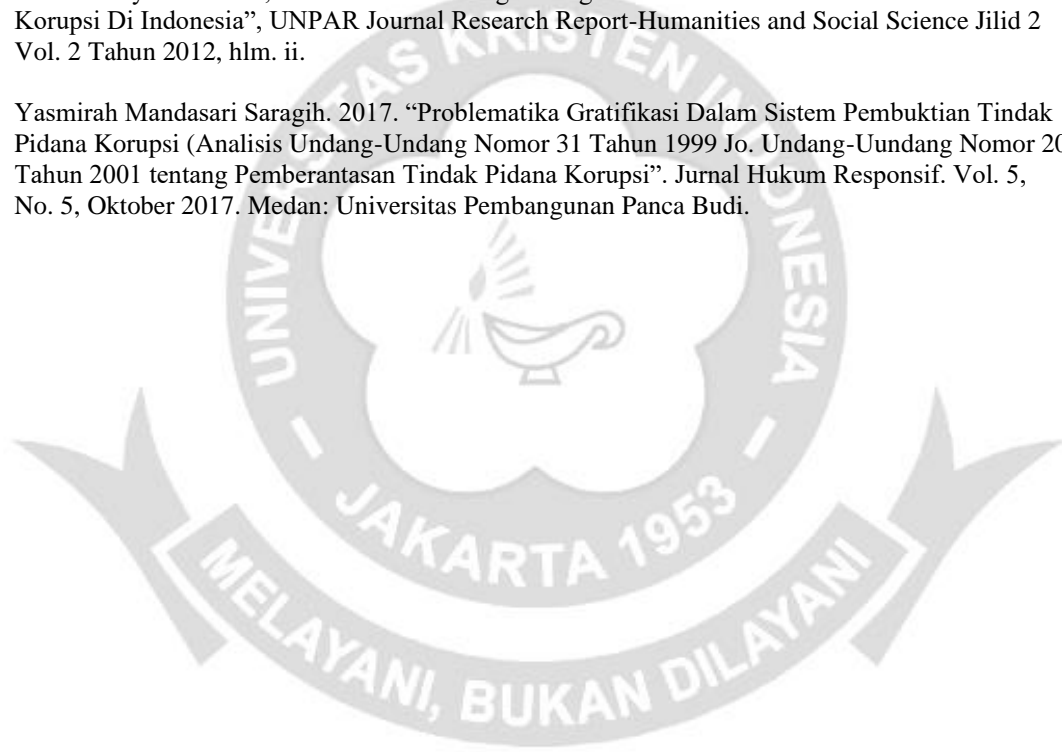 Korupsi Di Indonesia”, UNPAR Journal Research Report-Humanities and Social Science Jilid 2
Vol. 2 Tahun 2012, hlm. ii.
Yasmirah Mandasari Saragih. 2017. “Problematika Gratifikasi Dalam Sistem Pembuktian Tindak
Pidana Korupsi (Analisis Undang-Undang Nomor 31 Tahun 1999 Jo. Undang-Uundang Nomor 20
Tahun 2001 tentang Pemberantasan Tindak Pidana Korupsi”. Jurnal Hukum Responsif. Vol. 5,
No. 5, Oktober 2017. Medan: Universitas Pembangunan Panca Budi.
UNIVERSITAS KRISTEN INDONESIA
JAKARTA 1953
MELAYANI, BUKAN DILAYANI